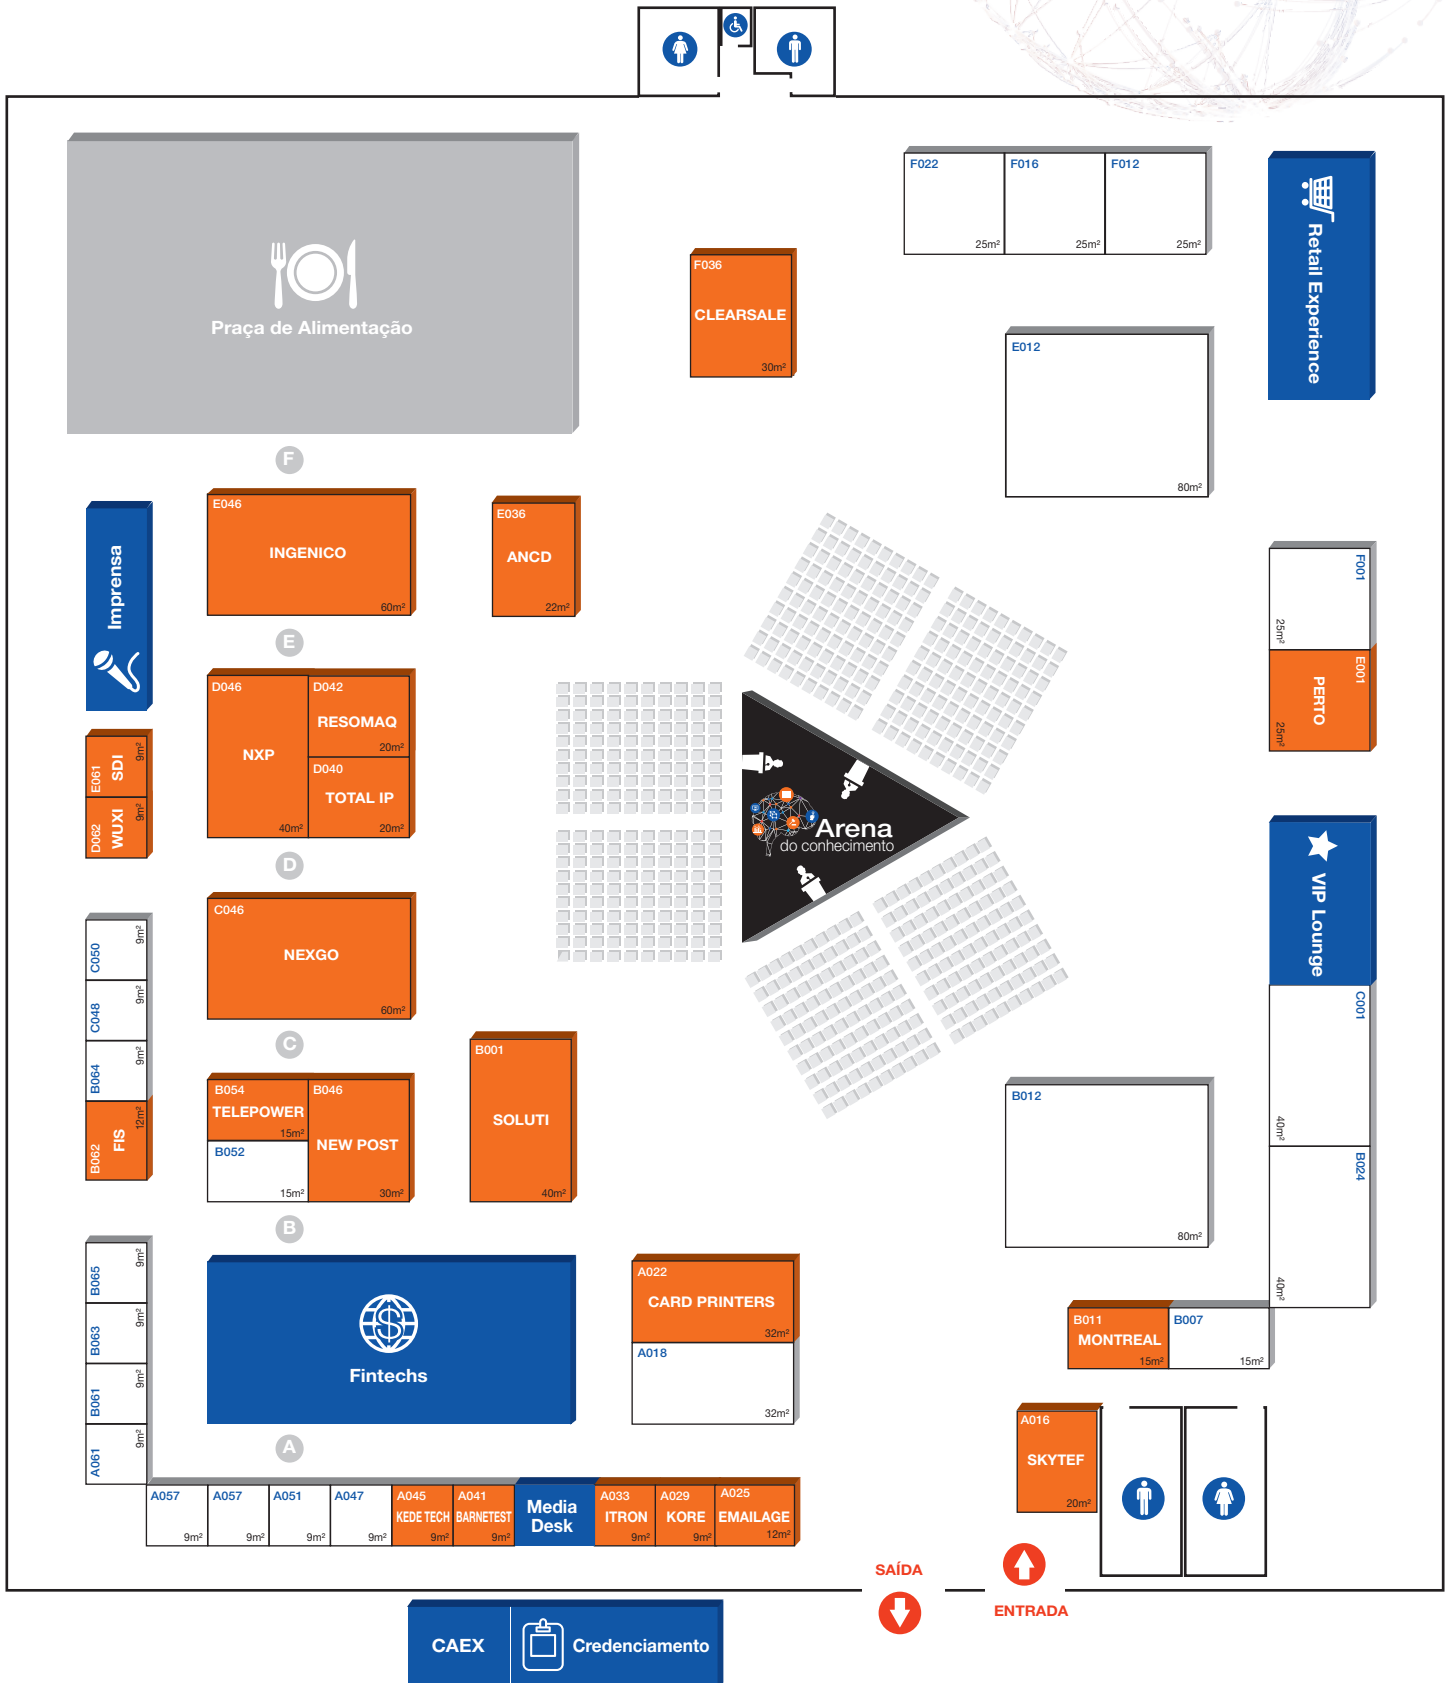 F022
25m²
F016
25m²
F012
25m²
Retail Experience
F036
CLEARSALE
30m²
Praça de Alimentação
E012
80m²
F
E046
INGENICO
60m²
E036
ANCD
22m²
Imprensa
F001
25m²
E001
PERTO
25m²
E
D046
NXP
40m²
D042
RESOMAQ
20m²
D040
TOTAL IP
20m²
E061
SDI
9m²
D062
WUXI
9m²
Arena
do conhecimento
VIP Lounge
D
C046
NEXGO
60m²
C050
9m²
C048
9m²
B064
9m²
B062
FIS
12m²
C001
40m²
B024
40m²
C
B001
SOLUTI
40m²
B054
TELEPOWER
15m²
B046
NEW POST
30m²
B052
15m²
B012
80m²
B
B065
9m²
B063
9m²
B061
9m²
A061
9m²
Fintechs
A022
CARD PRINTERS
32m²
A018
32m²
B011
MONTREAL
15m²
B007
15m²
A
A016
SKYTEF
20m²
A057
9m²
A057
9m²
A051
9m²
A047
9m²
A045
KEDE TECH
9m²
A041
BARNETEST
9m²
Media
Desk
A033
ITRON
9m²
A029
KORE
9m²
A025
EMAILAGE
12m²
SAÍDA
ENTRADA
CAEX
Credenciamento